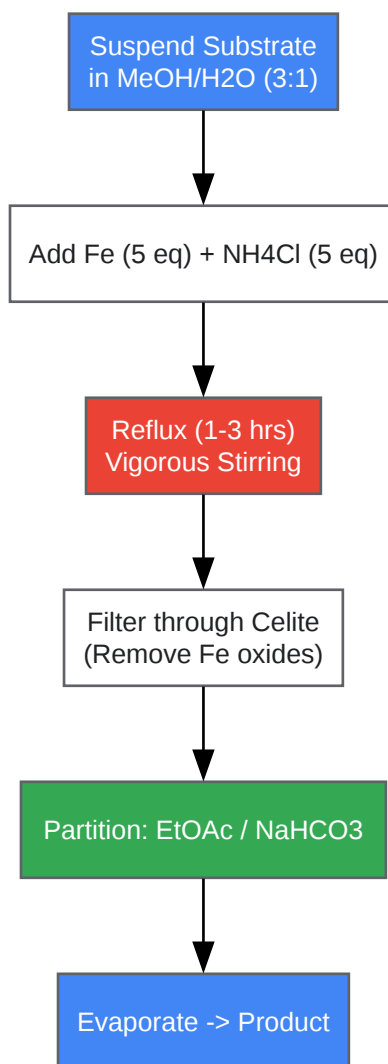 Suspend Substrate
in MeOH/H2O (3:1)
Add Fe (5 eq) + NH4Cl (5 eq)
Reflux (1-3 hrs)
Vigorous Stirring
Filter through Celite
(Remove Fe oxides)
Partition: EtOAc / NaHCO3
Evaporate -> Product